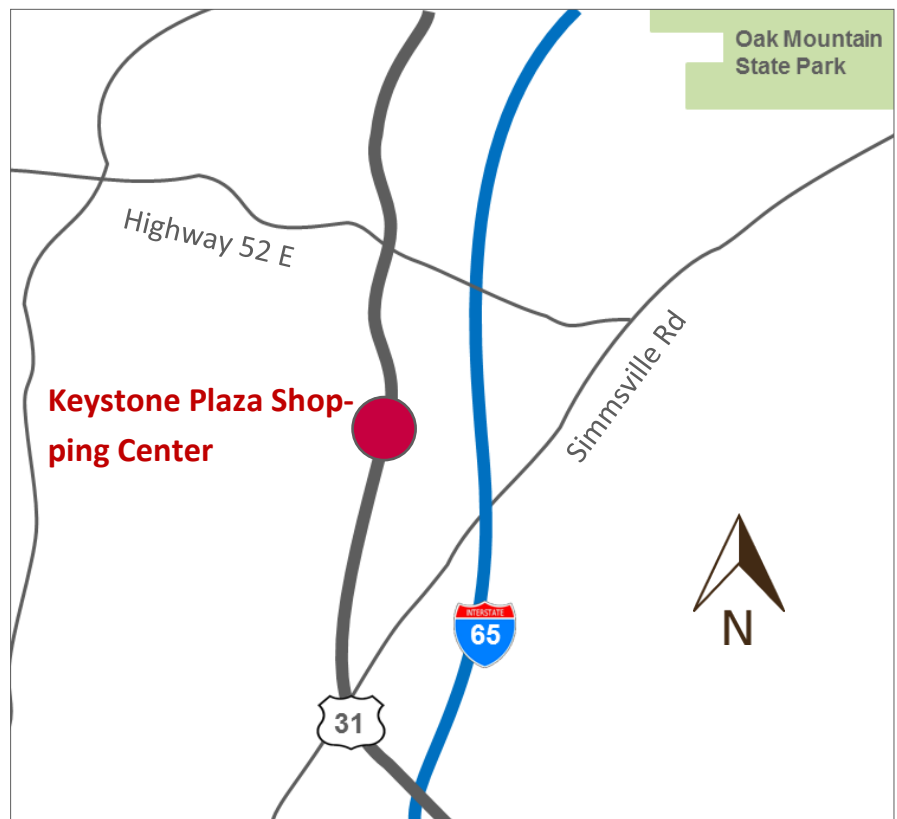 Oak Mountain
State Park
Highway 52 E
Simmsville Rd
Keystone Plaza Shop-
ping Center
N
INTERSTATE
65
31